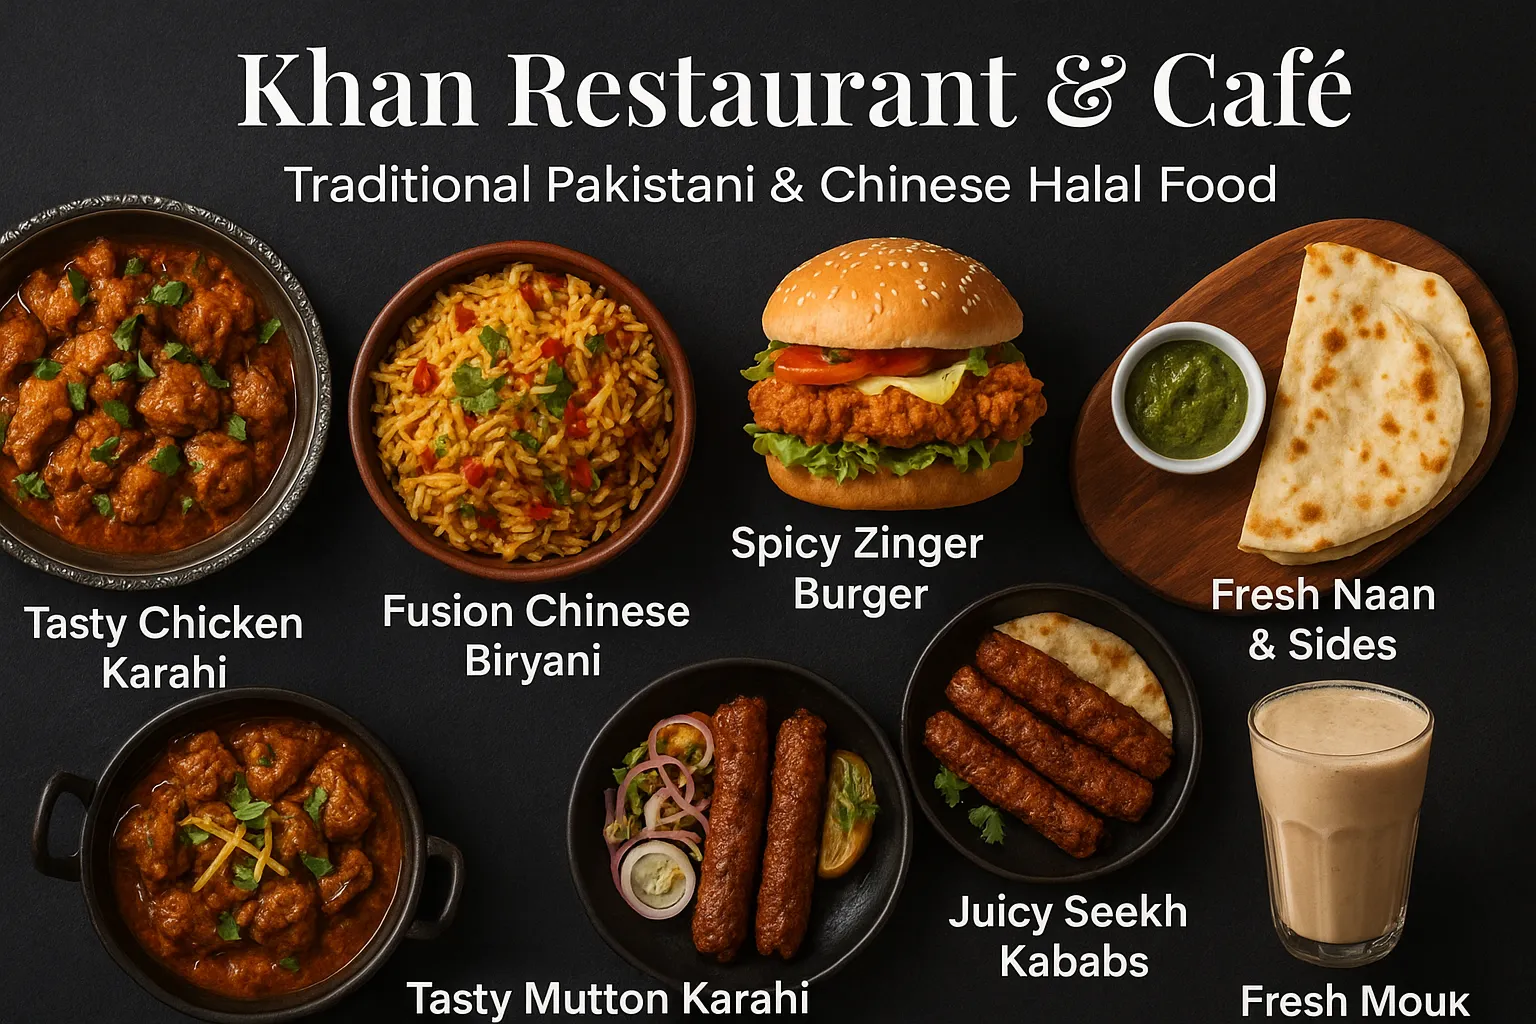 Khan Restaurant & Café
Traditional Pakistani & Chinese Halal Food
Tasty Chicken
Karahi
Fusion Chinese
Biryani
Spicy Zinger
Burger
Fresh Naan
& Sides
Tasty Mutton Karahi
Juicy Seekh
Kababs
Fresh Mouk